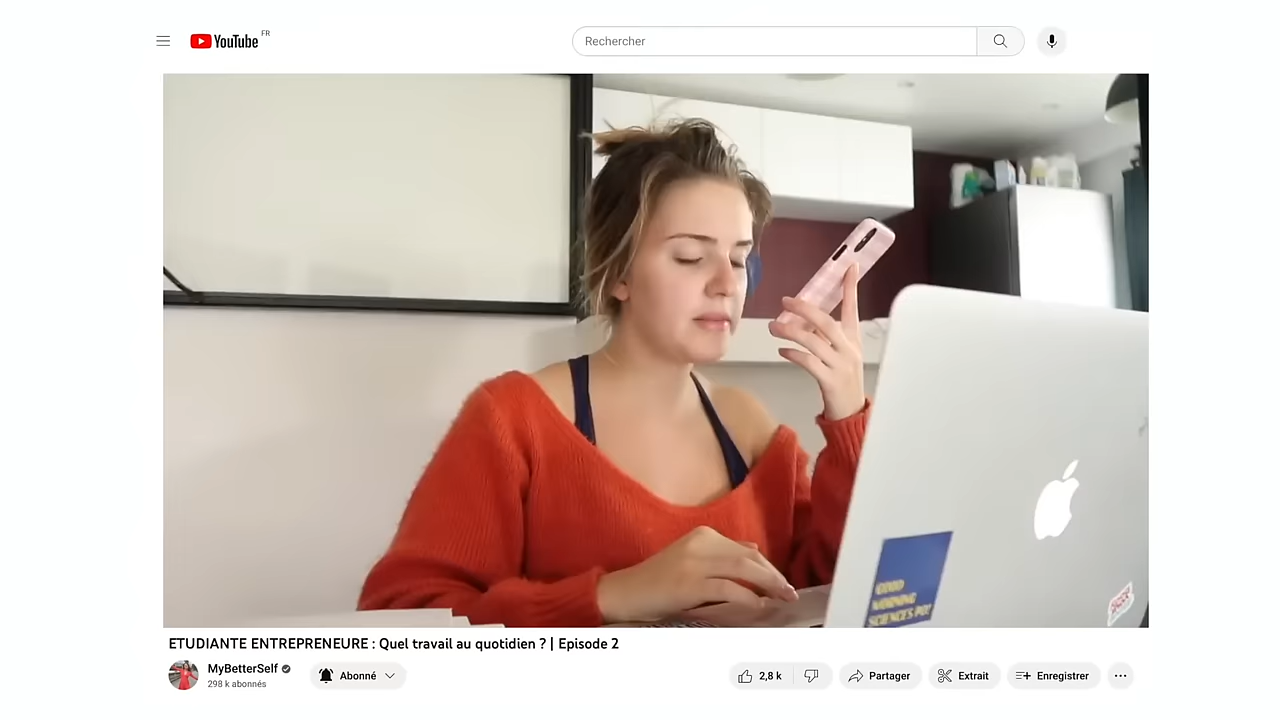 YouTube FR
Rechercher
GOOD
MORNING
SCIENCES PO!
ETUDIANTE ENTREPRENEURE : Quel travail au quotidien ? | Episode 2
MyBetterSelf
298 k abonnés
Abonné
2,8 k
Partager
Extrait
Enregistrer